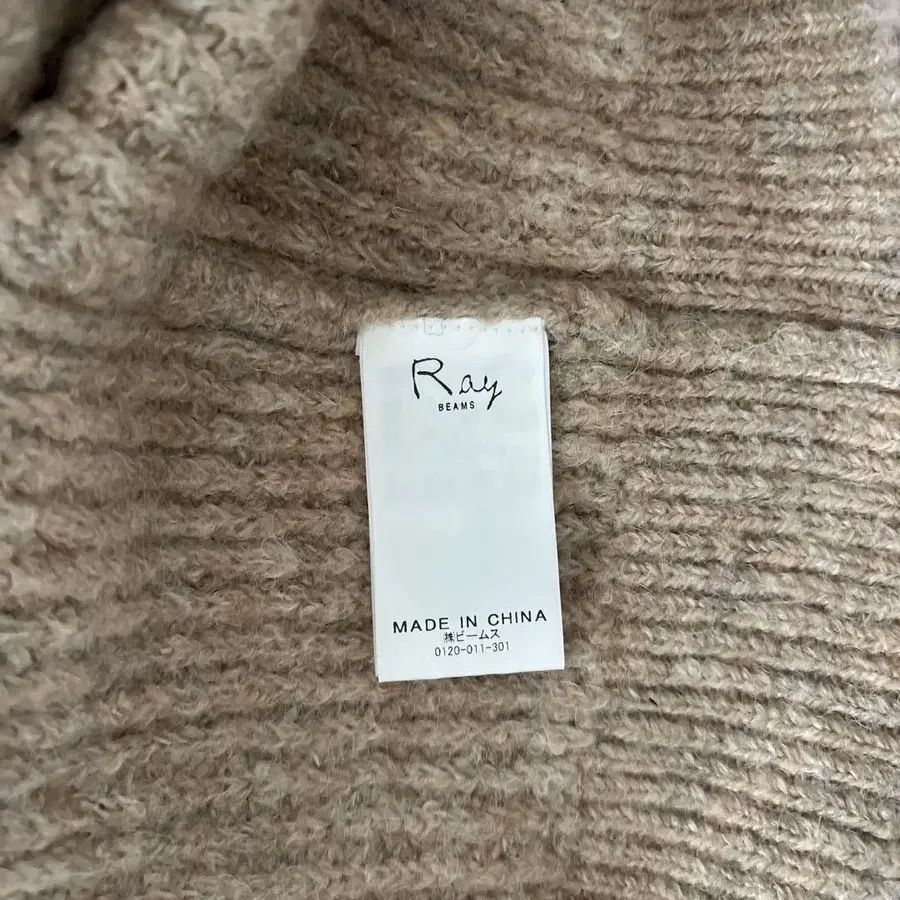 Ray
BEAMS
MADE IN CHINA
㈱ビームス
0120-011-301